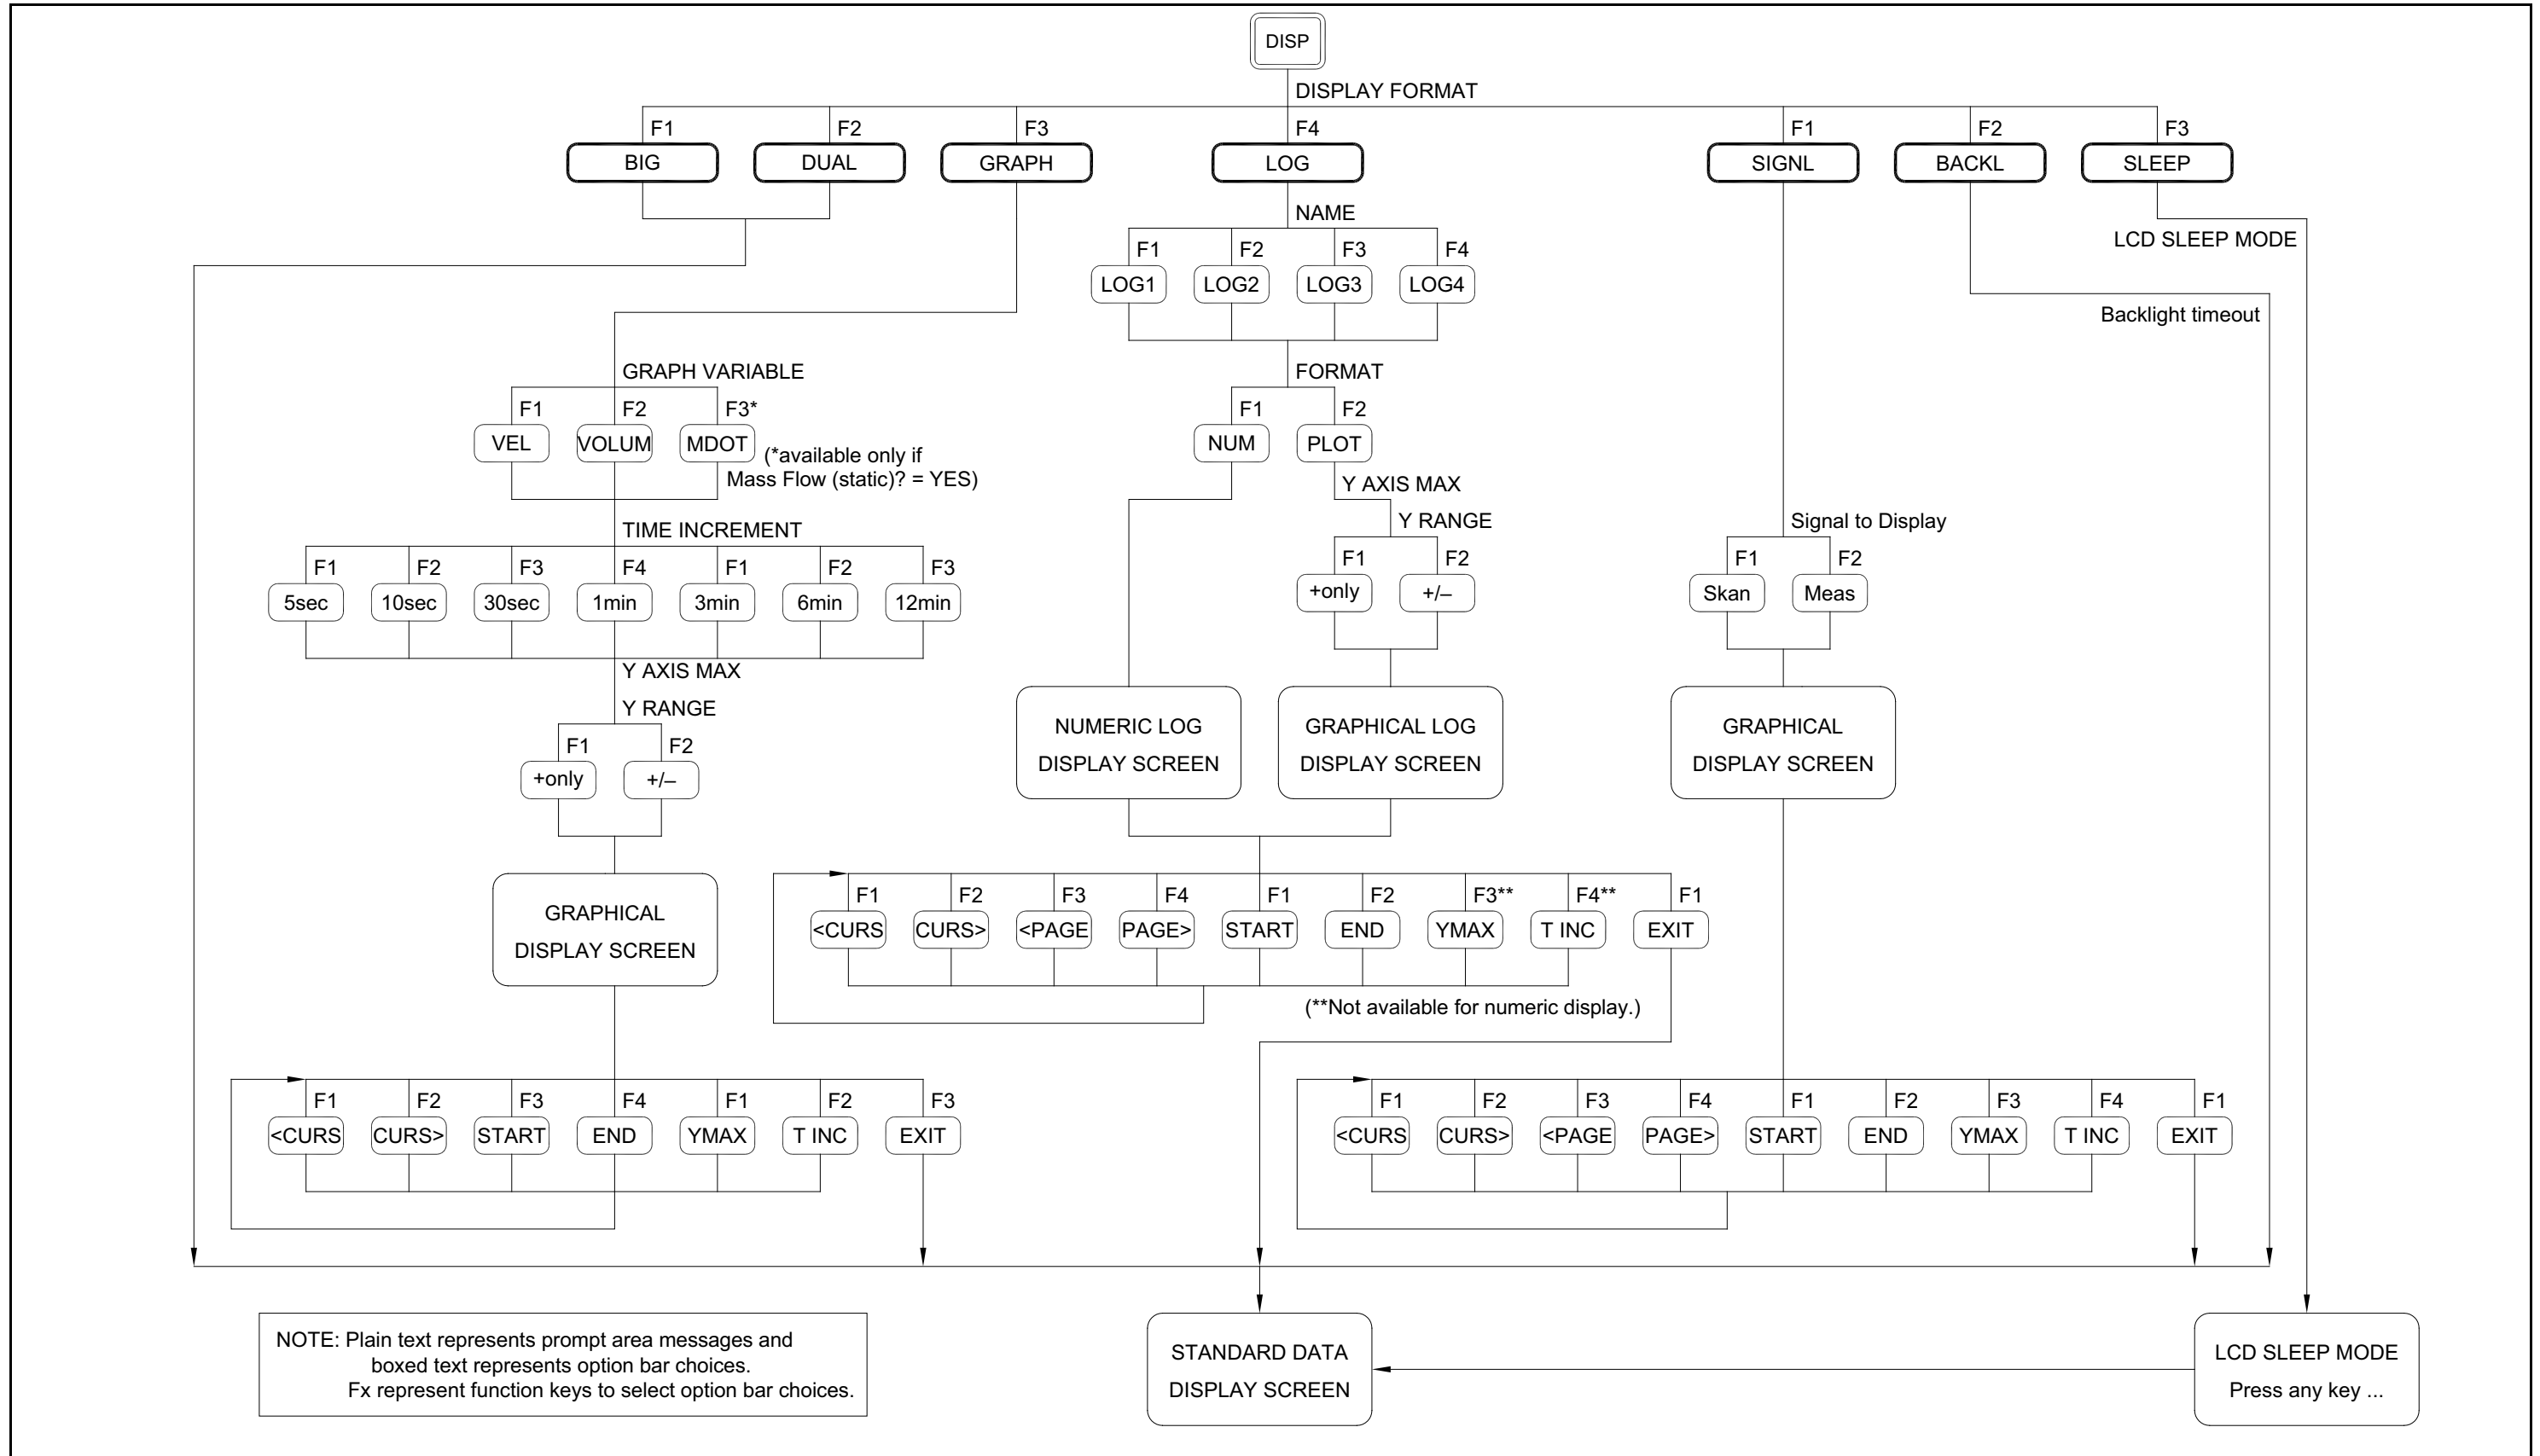 DISP
DISPLAY FORMAT
F1 F2 F3 F4 F1 F2 F3
BIG DUAL GRAPH LOG SIGNL BACKL SLEEP
NAME
LCD SLEEP MODE
F1 F2 F3 F4
LOG1 LOG2 LOG3 LOG4
Backlight timeout
GRAPH VARIABLE
FORMAT
F1 F2 F3*
F1 F2
VEL VOLUM MDOT
NUM PLOT
(*available only if
Mass Flow (static)? = YES)
Y AXIS MAX
TIME INCREMENT
Y RANGE
Signal to Display
F1 F2 F3 F4 F1 F2 F3
5sec 10sec 30sec 1min 3min 6min 12min
F1 F2
+only +/–
F1 F2
Skan Meas
Y AXIS MAX
Y RANGE
F1 F2
+only +/–
NUMERIC LOG
DISPLAY SCREEN
GRAPHICAL LOG
DISPLAY SCREEN
GRAPHICAL
DISPLAY SCREEN
GRAPHICAL
DISPLAY SCREEN
F1 F2 F3 F4 F1 F2 F3** F4** F1
<CURS CURS> <PAGE PAGE> START END YMAX T INC EXIT
(**Not available for numeric display.)
F1 F2 F3 F4 F1 F2 F3
<CURS CURS> START END YMAX T INC EXIT
F1 F2 F3 F4 F1 F2 F3 F4 F1
<CURS CURS> <PAGE PAGE> START END YMAX T INC EXIT
NOTE: Plain text represents prompt area messages and
boxed text represents option bar choices.
Fx represent function keys to select option bar choices.
STANDARD DATA
DISPLAY SCREEN
LCD SLEEP MODE
Press any key ...